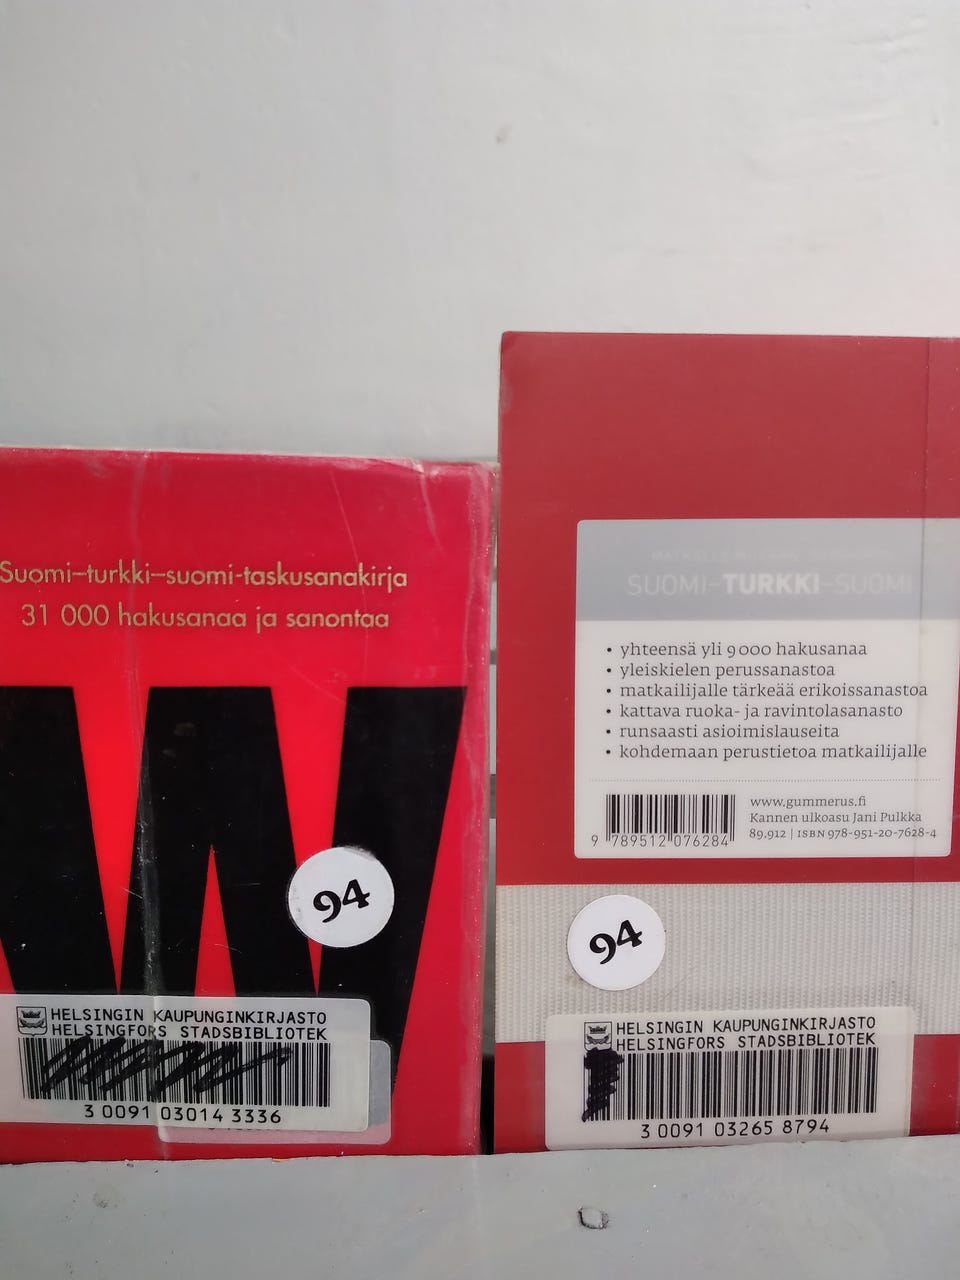 Suomi–turkki–suomi-taskusanakirja
31 000 hakusanaa ja sanontaa
W
94
HELSINGIN KAUPUNGINKIRJASTO
HELSINGFORS STADSBIBLIOTEK
3 0091 03014 3336
SUOMI–TURKKI–SUOMI
• yhteensä yli 9000 hakusanaa
• yleiskielen perussanastoa
• matkailijalle tärkeää erikoissanastoa
• kattava ruoka- ja ravintolasanasto
• runsaasti asioimislauseita
• kohdemaan perustietoa matkailijalle
9 789512 076284
www.gummerus.fi
Kannen ulkoasu Jani Pulkka
89.912 | ISBN 978-951-20-7628-4
94
HELSINGIN KAUPUNGINKIRJASTO
HELSINGFORS STADSBIBLIOTEK
3 0091 03265 8794